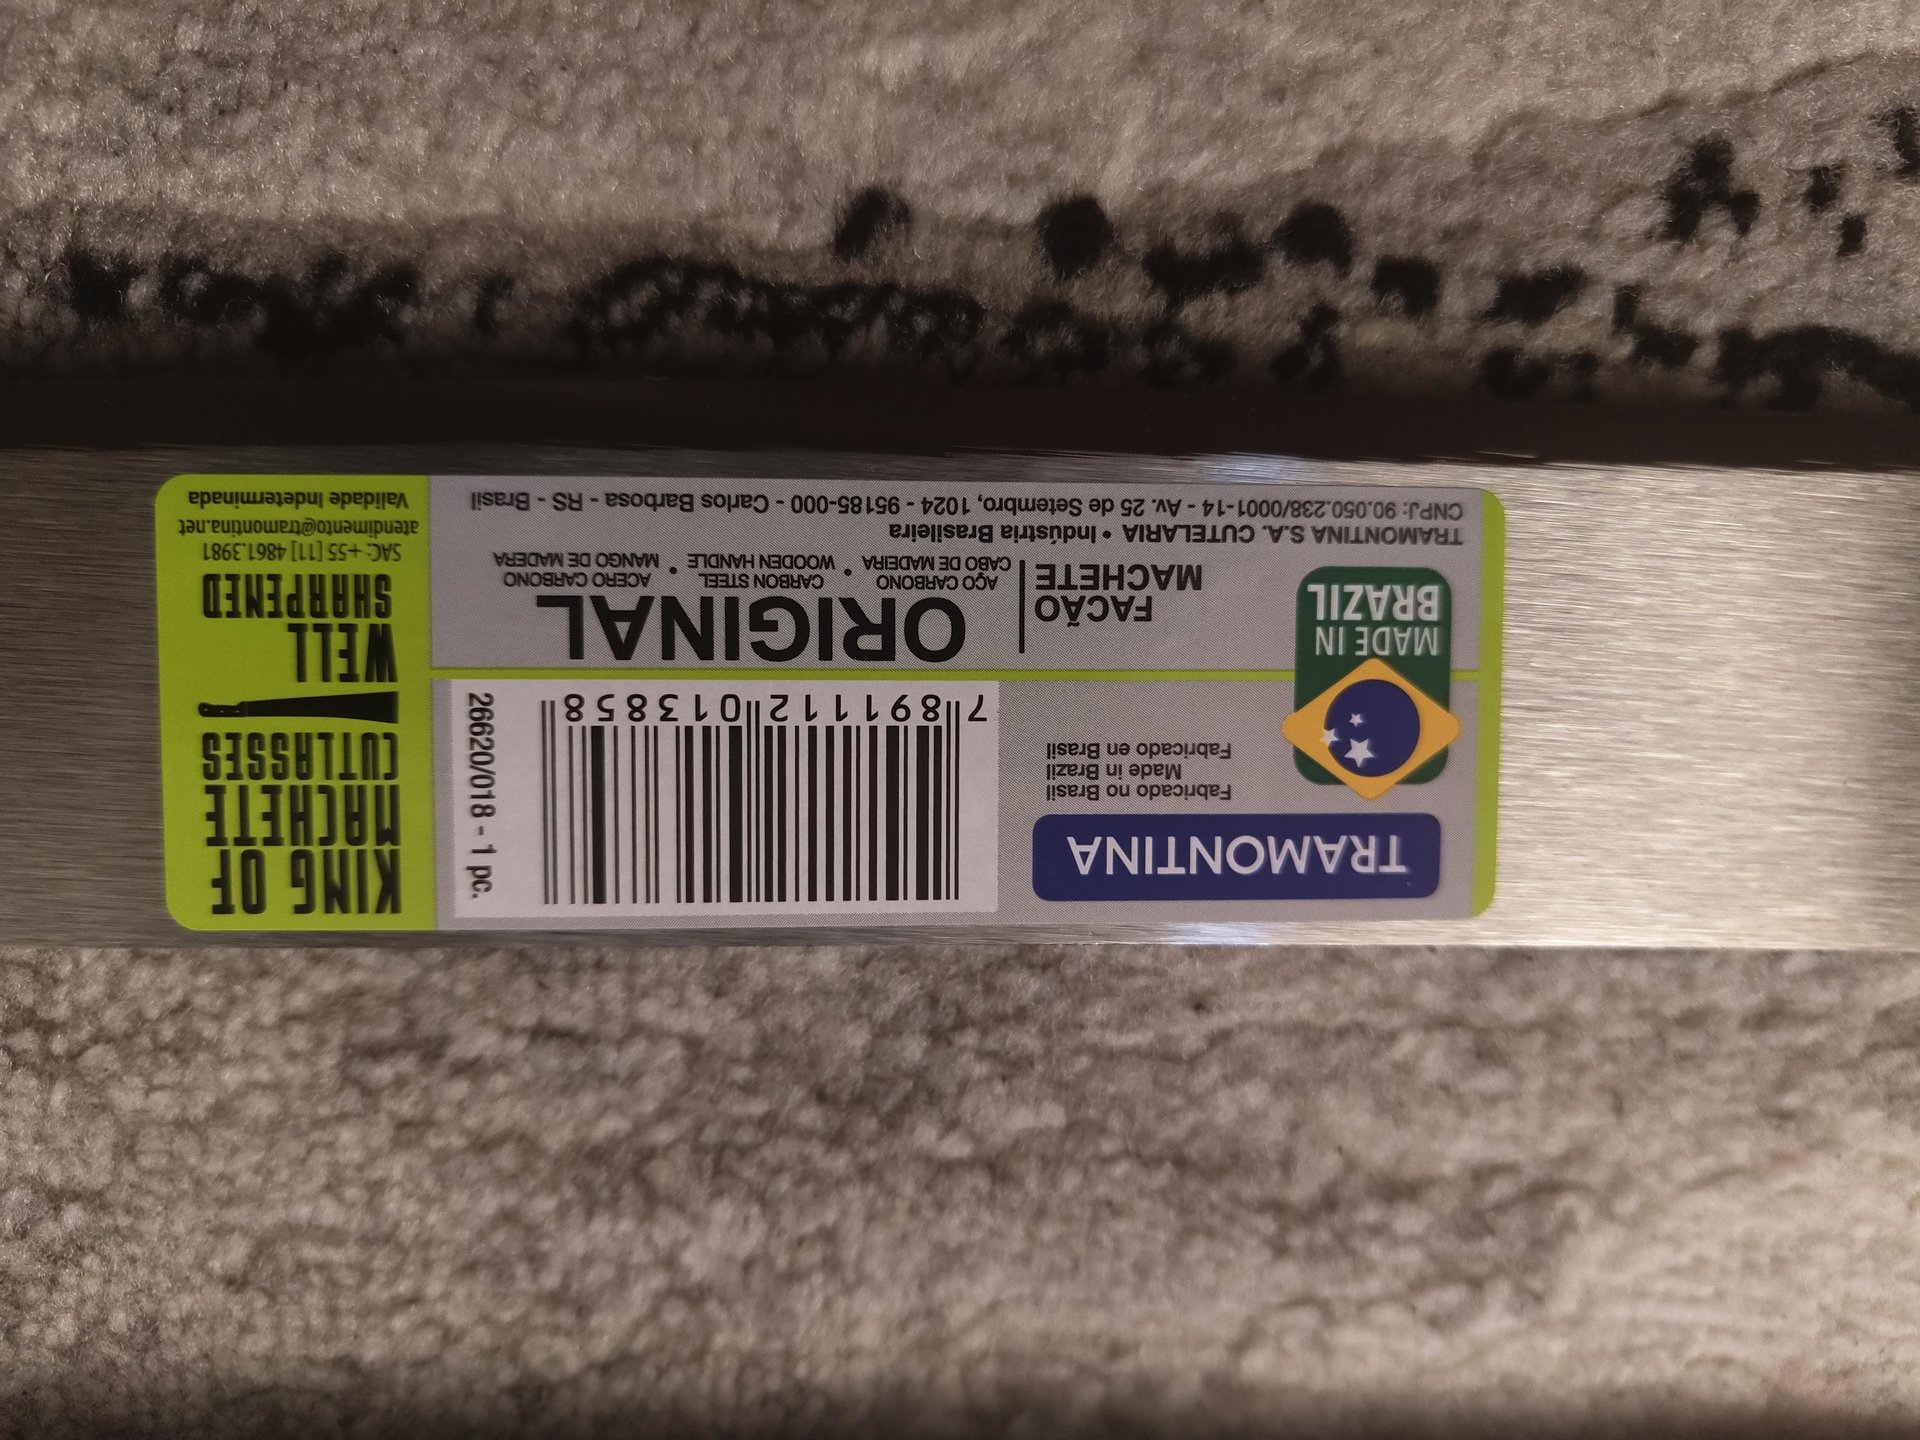 TRAMONTINA
Fabricado no Brasil
Made in Brazil
Fabricado en Brasil
MADE IN
BRAZIL
7 891112 013858
26620/018 - 1 pc.
FACÃO
MACHETE
ORIGINAL
AÇO CARBONO
CABO DE MADEIRA
•
CARBON STEEL
WOODEN HANDLE
•
ACERO CARBONO
MANGO DE MADERA
TRAMONTINA S.A. CUTELARIA • Indústria Brasileira
CNPJ: 90.050.238/0001-14 - Av. 25 de Setembro, 1024 - 95185-000 - Carlos Barbosa - RS - Brasil
KING OF
MACHETE
CUTLASSES
WELL
SHARPENED
SAC: +55 [11] 4861.3981
atendimento@tramontina.net
Validade Indeterminada